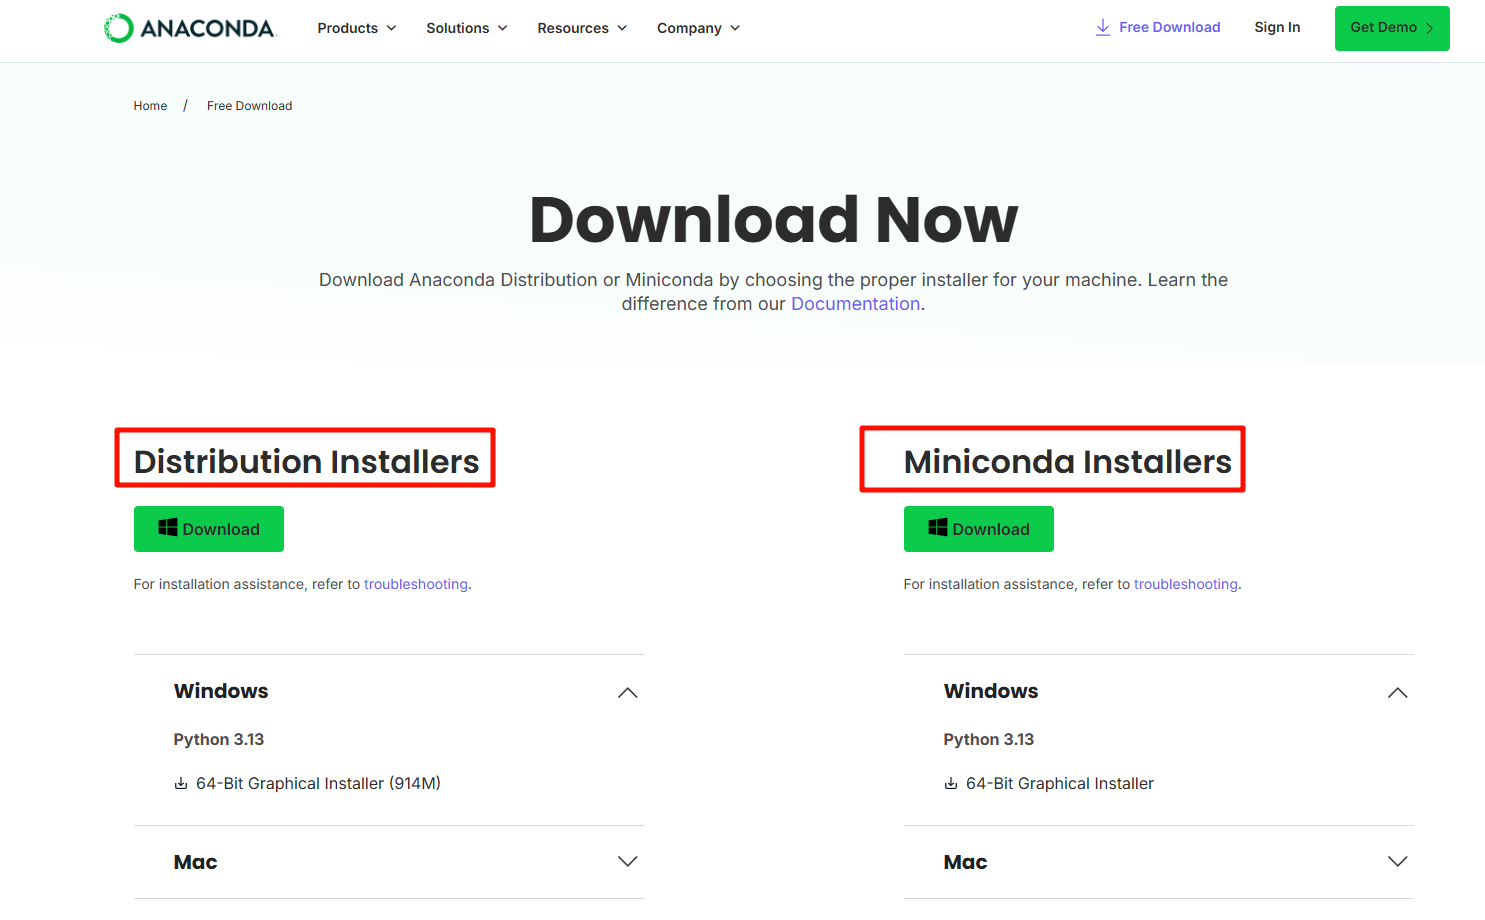 ANACONDA.
Products
Solutions
Resources
Company
Free Download
Sign In
Get Demo
Home / Free Download
Download Now
Download Anaconda Distribution or Miniconda by choosing the proper installer for your machine. Learn the
difference from our Documentation.
Distribution Installers
Download
For installation assistance, refer to troubleshooting.
Windows
Python 3.13
64-Bit Graphical Installer (914M)
Mac
Miniconda Installers
Download
For installation assistance, refer to troubleshooting.
Windows
Python 3.13
64-Bit Graphical Installer
Mac